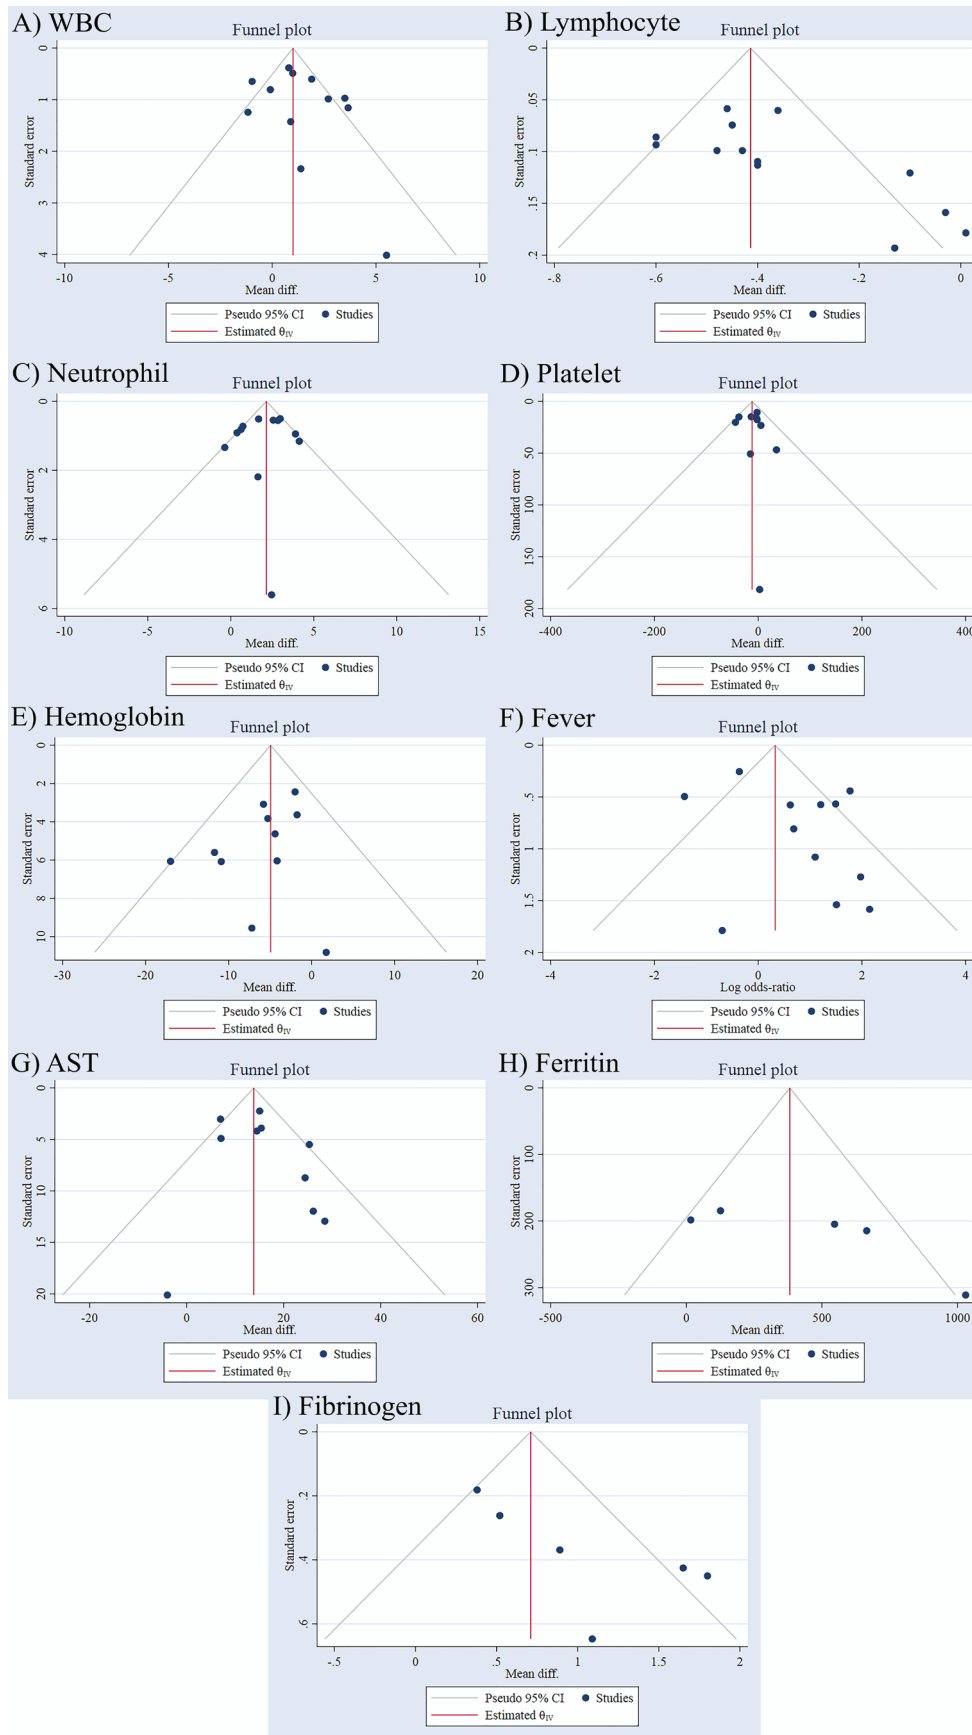 A) WBC
Funnel plot
Standard error
0
1
2
3
4
-10
-5
0
5
10
Mean diff.
Pseudo 95% CI
Studies
Estimated θIV
B) Lymphocyte
Funnel plot
Standard error
0
.05
.1
.15
.2
-.8
-.6
-.4
-.2
0
Mean diff.
Pseudo 95% CI
Studies
Estimated θIV
C) Neutrophil
Funnel plot
Standard error
0
2
4
6
-10
-5
0
5
10
15
Mean diff.
Pseudo 95% CI
Studies
Estimated θIV
D) Platelet
Funnel plot
Standard error
0
50
100
150
200
-400
-200
0
200
400
Mean diff.
Pseudo 95% CI
Studies
Estimated θIV
E) Hemoglobin
Funnel plot
Standard error
0
2
4
6
8
10
-30
-20
-10
0
10
20
Mean diff.
Pseudo 95% CI
Studies
Estimated θIV
F) Fever
Funnel plot
Standard error
0
.5
1
1.5
2
-4
-2
0
2
4
Log odds-ratio
Pseudo 95% CI
Studies
Estimated θIV
G) AST
Funnel plot
Standard error
0
5
10
15
20
-20
0
20
40
60
Mean diff.
Pseudo 95% CI
Studies
Estimated θIV
H) Ferritin
Funnel plot
Standard error
0
100
200
300
-500
0
500
1000
Mean diff.
Pseudo 95% CI
Studies
Estimated θIV
I) Fibrinogen
Funnel plot
Standard error
0
.2
.4
.6
-.5
0
.5
1
1.5
2
Mean diff.
Pseudo 95% CI
Studies
Estimated θIV